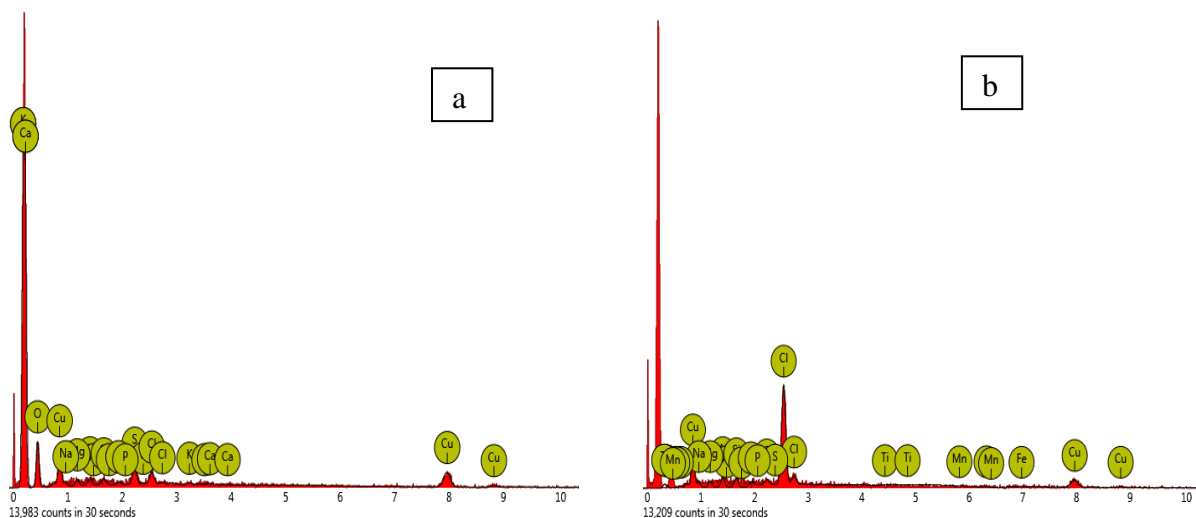 a
Ca
O
Cu
Na
g
S
Cl
P
Cl
K
Ca
Ca
Cu
Cu
0 1 2 3 4 5 6 7 8 9 10
13,983 counts in 30 seconds
b
Cl
Cu
Mn
Na
g
P
S
Cl
Ti
Ti
Mn
Mn
Fe
Cu
Cu
0 1 2 3 4 5 6 7 8 9 10
13,209 counts in 30 seconds